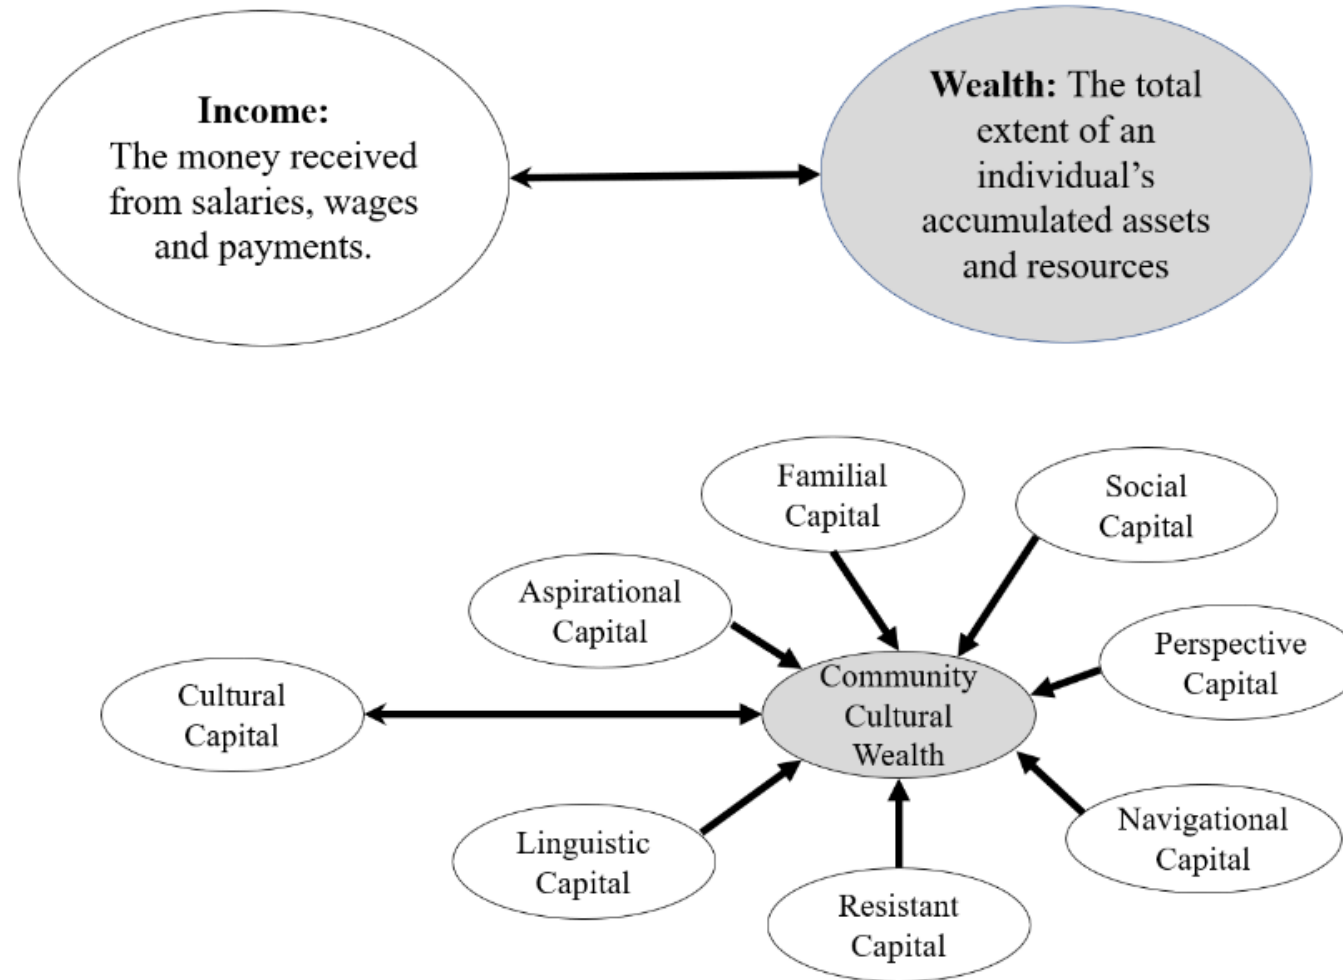 Income:
The money received
from salaries, wages
and payments.
Wealth: The total
extent of an
individual’s
accumulated assets
and resources
Familial
Capital
Social
Capital
Aspirational
Capital
Perspective
Capital
Cultural
Capital
Community
Cultural
Wealth
Linguistic
Capital
Navigational
Capital
Resistant
Capital